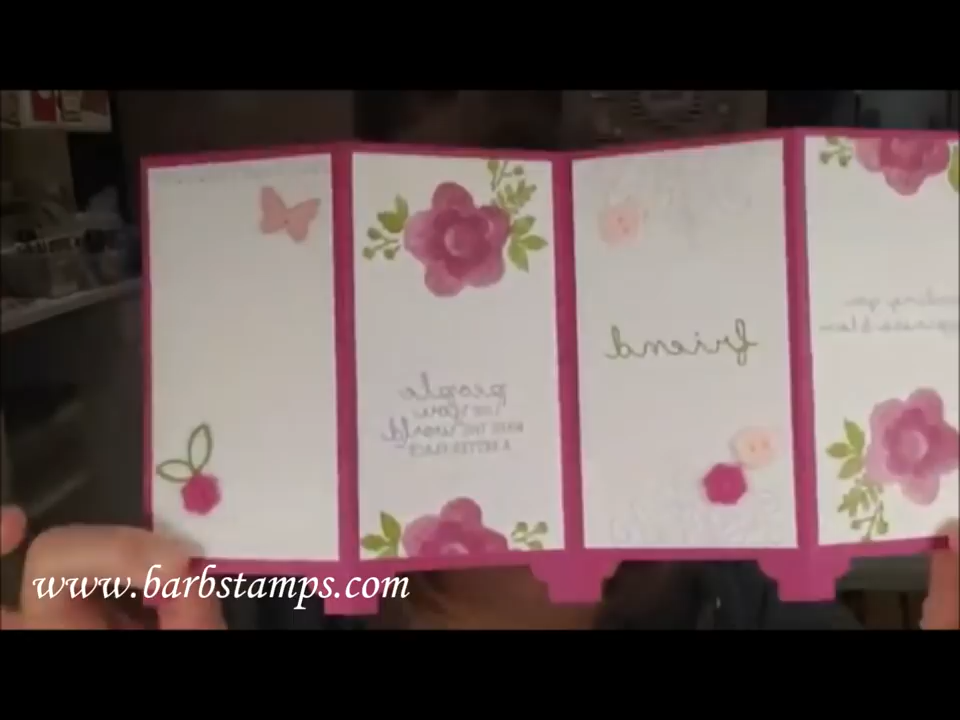 people
LIKE you
MAKE THE world
A BETTER PLACE
friend
www.barbstamps.com